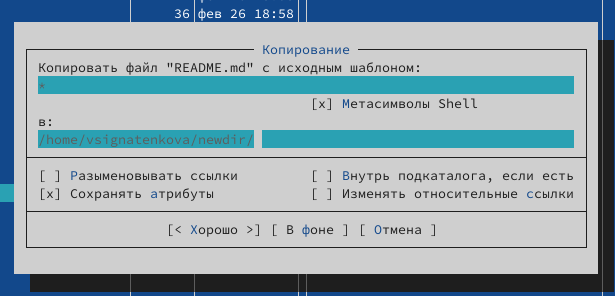 36 фев 26 18:58
Копирование
Копировать файл "README.md" с исходным шаблоном:
*
[x] Метасимволы Shell
в:
/home/vsignatenkova/newdir/
[ ] Разыменовывать ссылки [ ] Внутрь подкаталога, если есть
[x] Сохранять атрибуты [ ] Изменять относительные ссылки
[< Хорошо >] [ В фоне ] [ Отмена ]